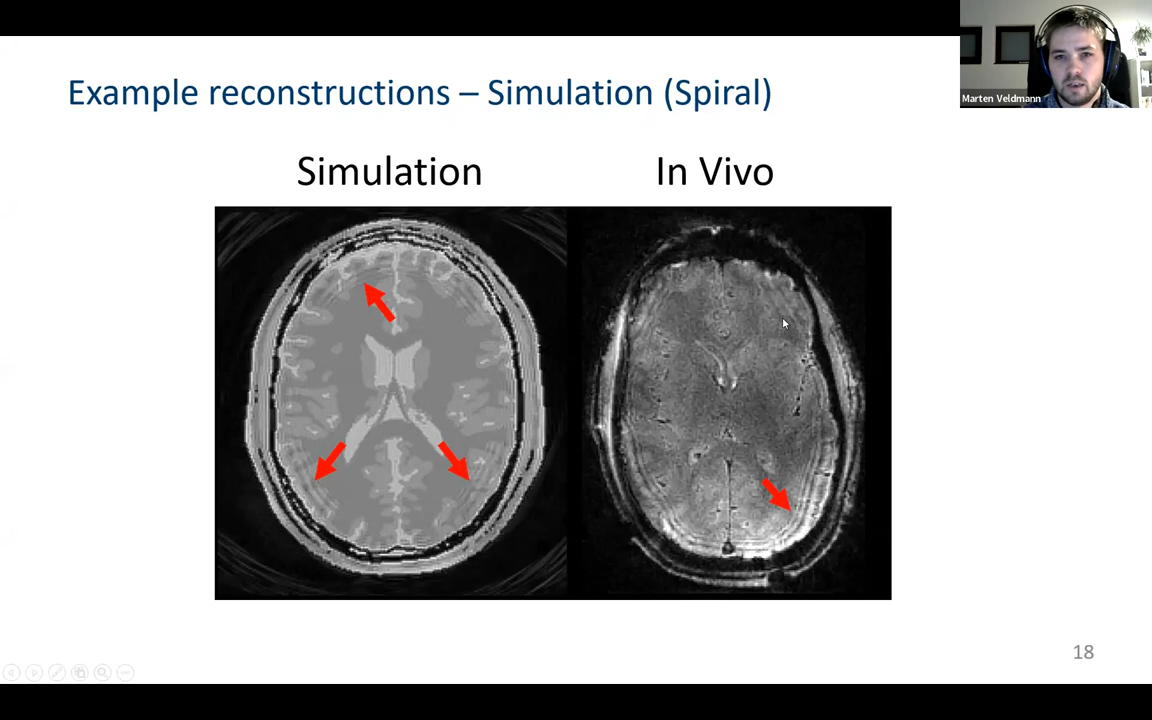 Example reconstructions – Simulation (Spiral)
Marten Veldmann
Simulation
In Vivo
18